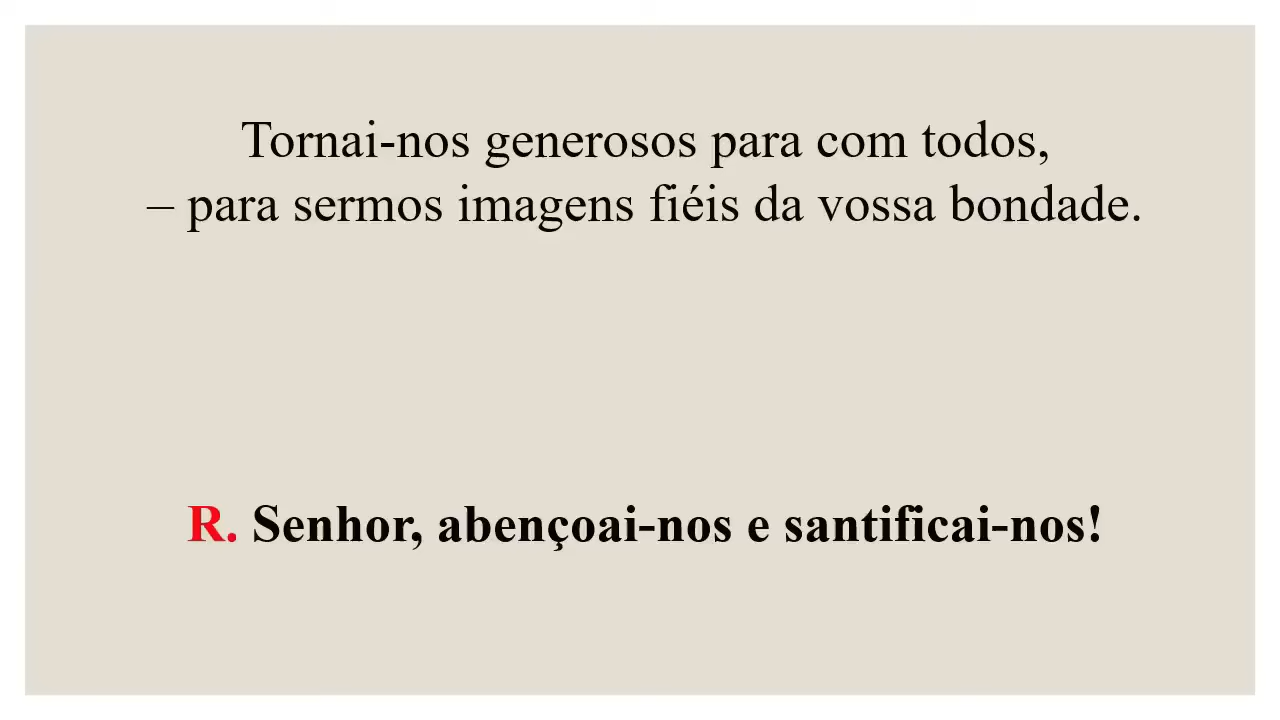 Tornai-nos generosos para com todos,
– para sermos imagens fiéis da vossa bondade.
R. Senhor, abençoai-nos e santificai-nos!